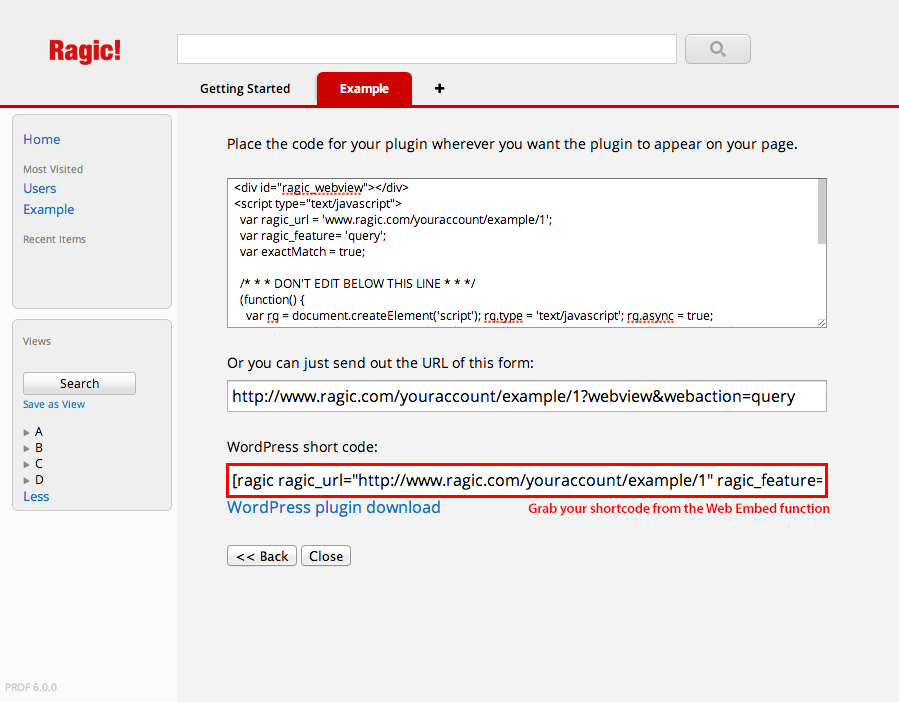 Ragic!
Getting Started
Example
+
Home
Most Visited
Users
Example
Recent Items
Views
Search
Save as View
A
B
C
D
Less
PROF 6.0.0
Place the code for your plugin wherever you want the plugin to appear on your page.
<div id="ragic_webview"></div>
<script type="text/javascript">
var ragic_url = 'www.ragic.com/youraccount/example/1';
var ragic_feature= 'query';
var exactMatch = true;
/* * * DON'T EDIT BELOW THIS LINE * * */
(function() {
var rg = document.createElement('script'); rg.type = 'text/javascript'; rg.async = true;
Or you can just send out the URL of this form:
http://www.ragic.com/youraccount/example/1?webview&webaction=query
WordPress short code:
[ragic ragic_url="http://www.ragic.com/youraccount/example/1" ragic_feature=
WordPress plugin download
Grab your shortcode from the Web Embed function
<< Back
Close